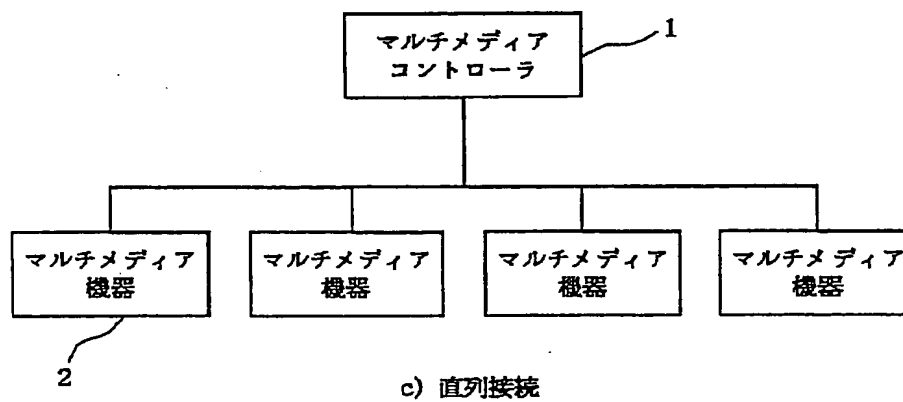 マルチメディア
コントローラ
1
マルチメディア
機器
マルチメディア
機器
マルチメディア
機器
マルチメディア
機器
2
c) 直列接続